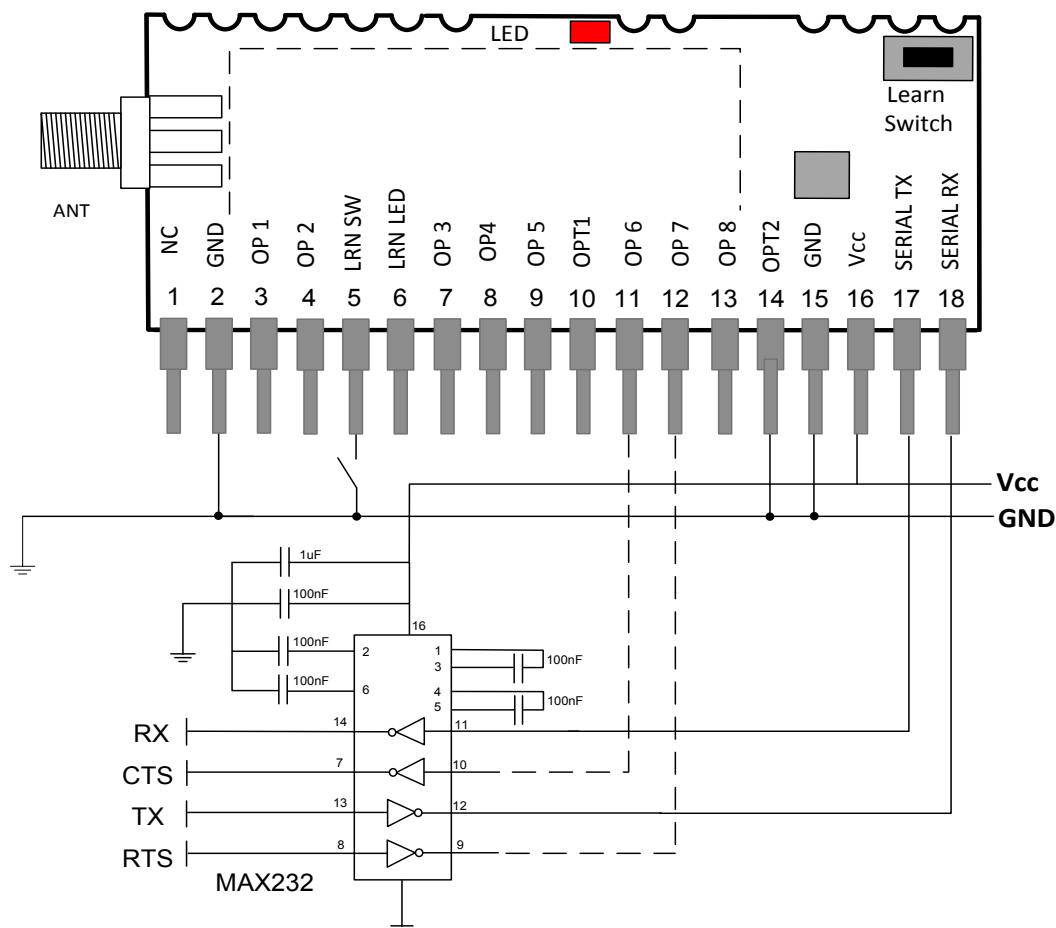 LED
Learn
Switch
ANT
NC
GND
OP 1
OP 2
LRN SW
LRN LED
OP 3
OP4
OP 5
OPT1
OP 6
OP 7
OP 8
OPT2
GND
Vcc
SERIAL TX
SERIAL RX
1 2 3 4 5 6 7 8 9 10 11 12 13 14 15 16 17 18
Vcc
GND
1uF
100nF
16
100nF
2
1
3
100nF
100nF
6
4
5
100nF
RX
14
11
CTS
7
10
TX
13
12
RTS
8
9
MAX232